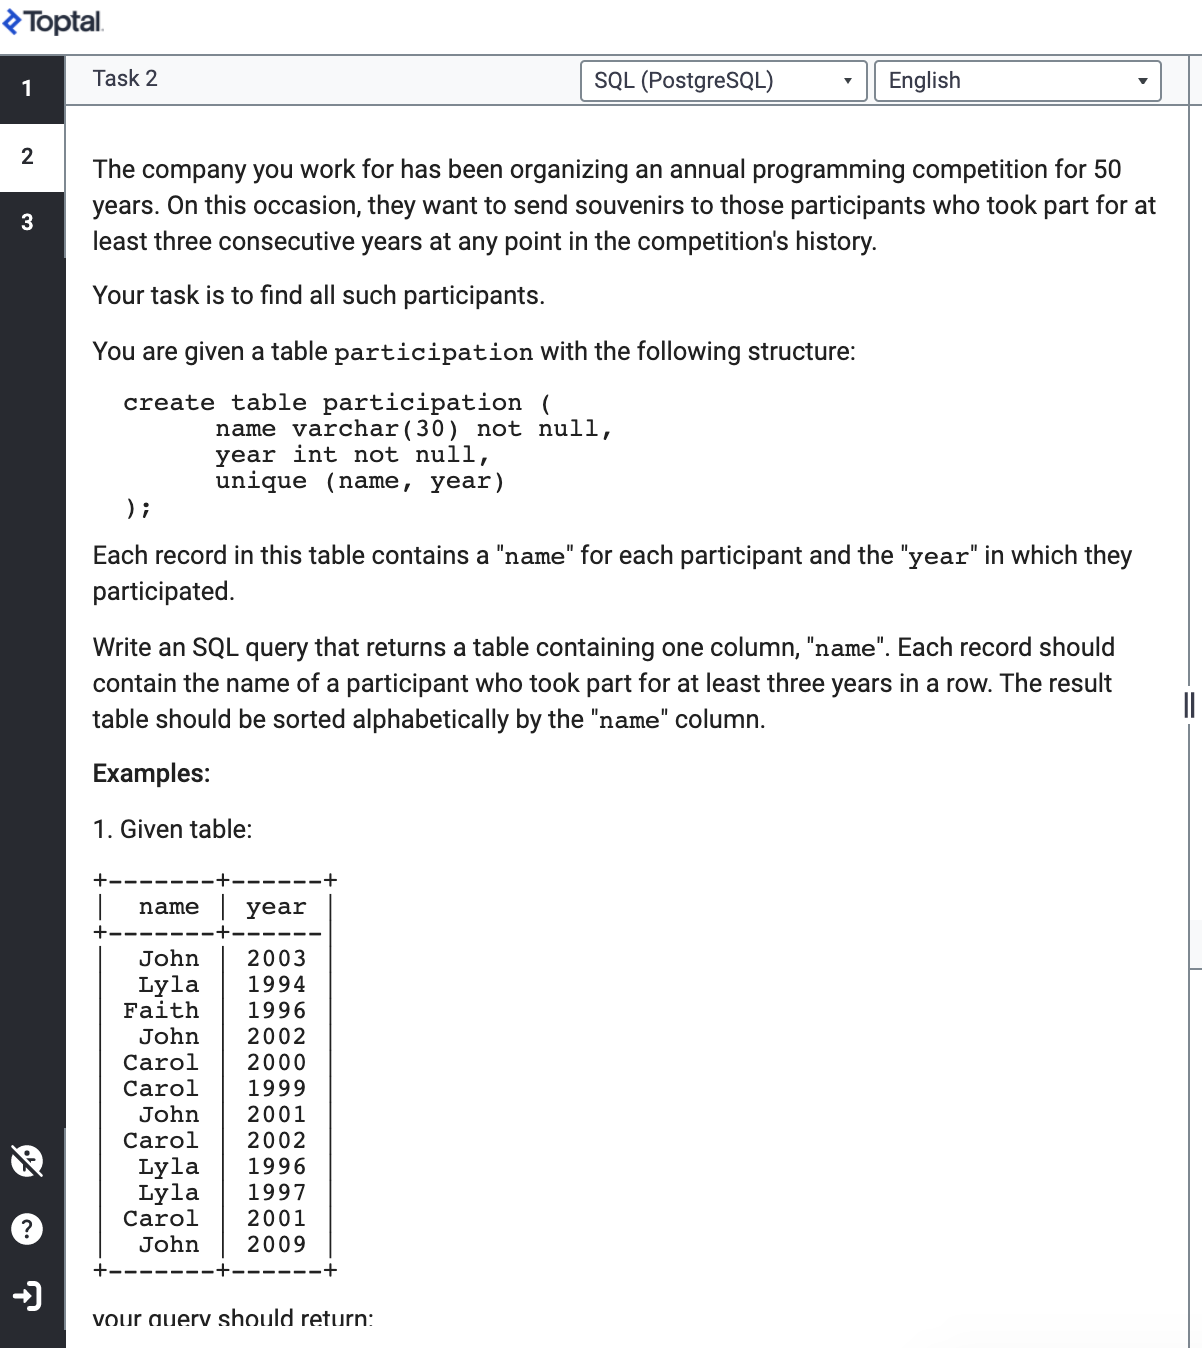 Toptal
1
Task 2
SQL (PostgreSQL)
English
2
3
The company you work for has been organizing an annual programming competition for 50
years. On this occasion, they want to send souvenirs to those participants who took part for at
least three consecutive years at any point in the competition's history.
Your task is to find all such participants.
You are given a table participation with the following structure:
create table participation (
name varchar(30) not null,
year int not null,
unique (name, year)
);
Each record in this table contains a "name" for each participant and the "year" in which they
participated.
Write an SQL query that returns a table containing one column, "name". Each record should
contain the name of a participant who took part for at least three years in a row. The result
table should be sorted alphabetically by the "name" column.
Examples:
1. Given table:
+-------+------+
| name | year |
+-------+------|
| John | 2003 |
| Lyla | 1994 |
| Faith | 1996 |
| John | 2002 |
| Carol | 2000 |
| Carol | 1999 |
| John | 2001 |
| Carol | 2002 |
| Lyla | 1996 |
| Lyla | 1997 |
| Carol | 2001 |
| John | 2009 |
+-------+------+
your query should return:
?